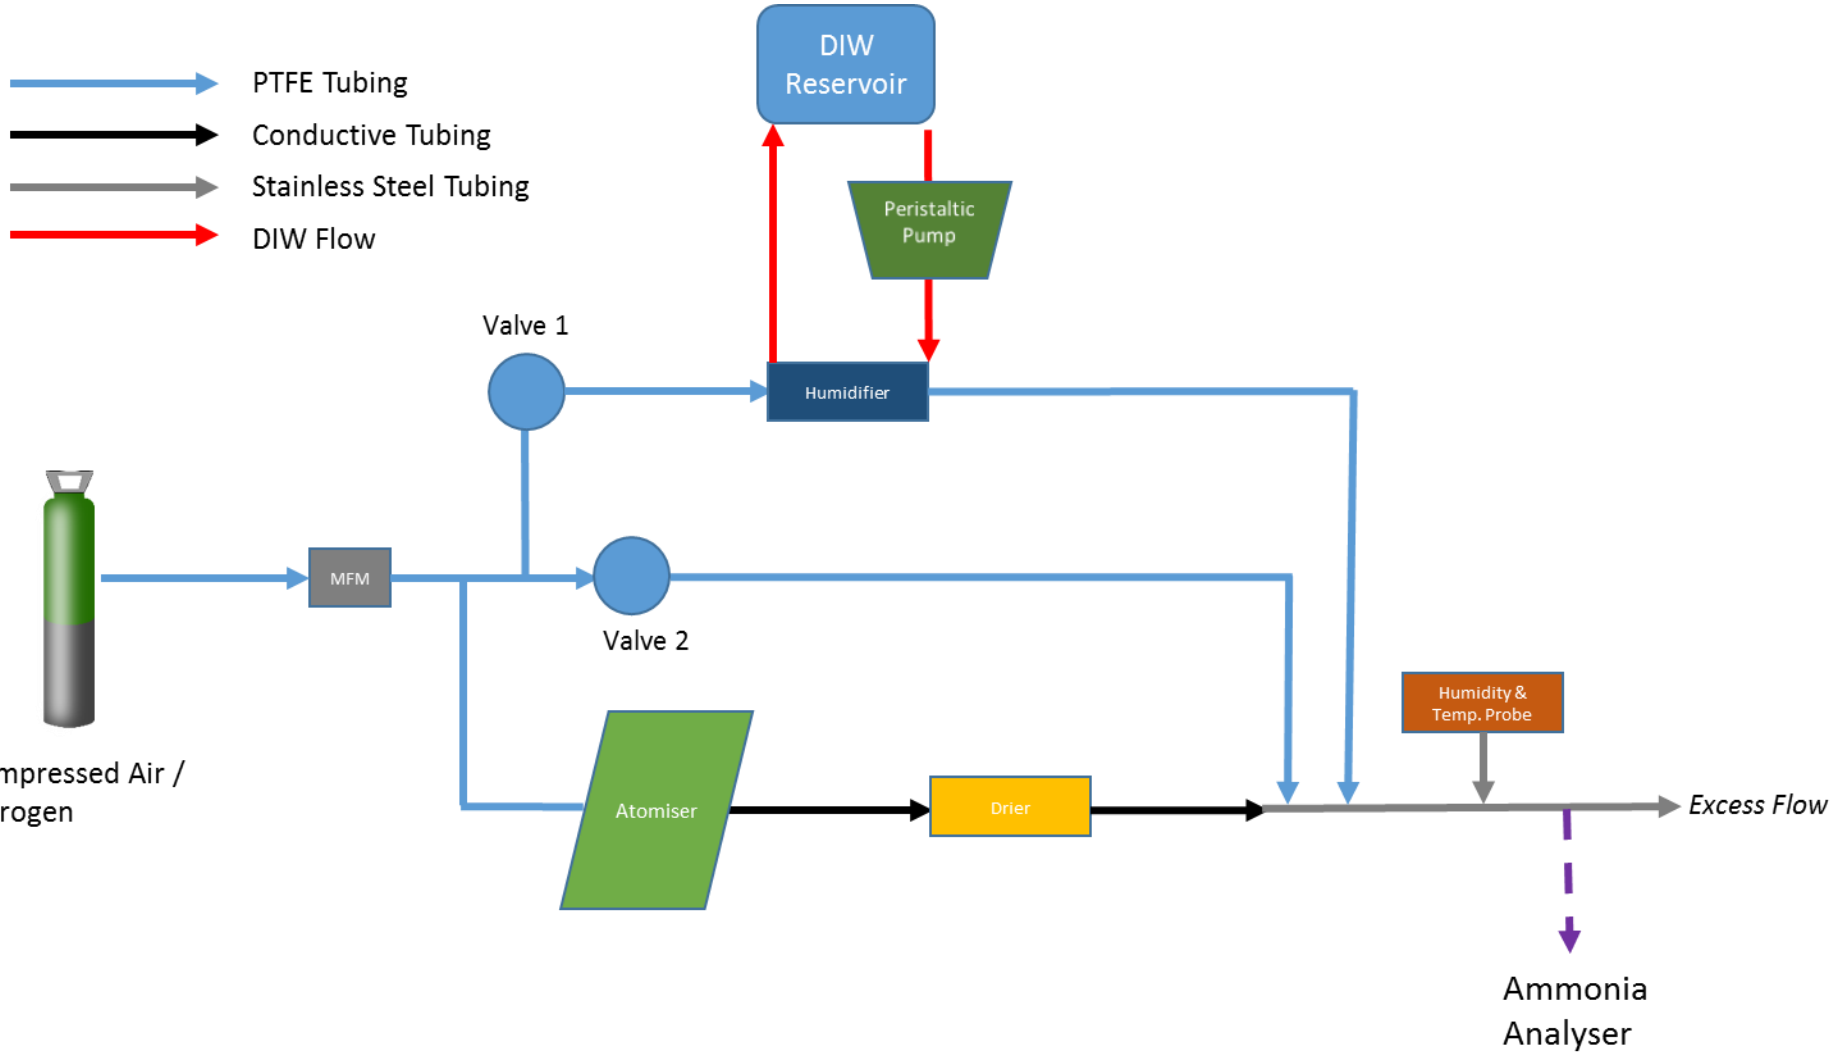 DIW
Reservoir
PTFE Tubing
Conductive Tubing
Stainless Steel Tubing
DIW Flow
Peristaltic
Pump
Valve 1
Humidifier
MFM
Valve 2
Humidity &
Temp. Probe
mpressed Air /
rogen
Atomiser
Drier
Excess Flow
Ammonia
Analyser